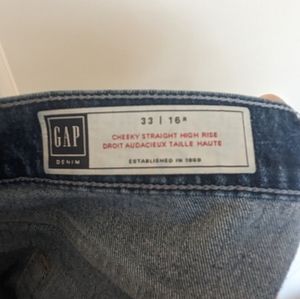 GAP
DENIM
33 | 16ᴿ
CHEEKY STRAIGHT HIGH RISE
DROIT AUDACIEUX TAILLE HAUTE
ESTABLISHED IN 1969